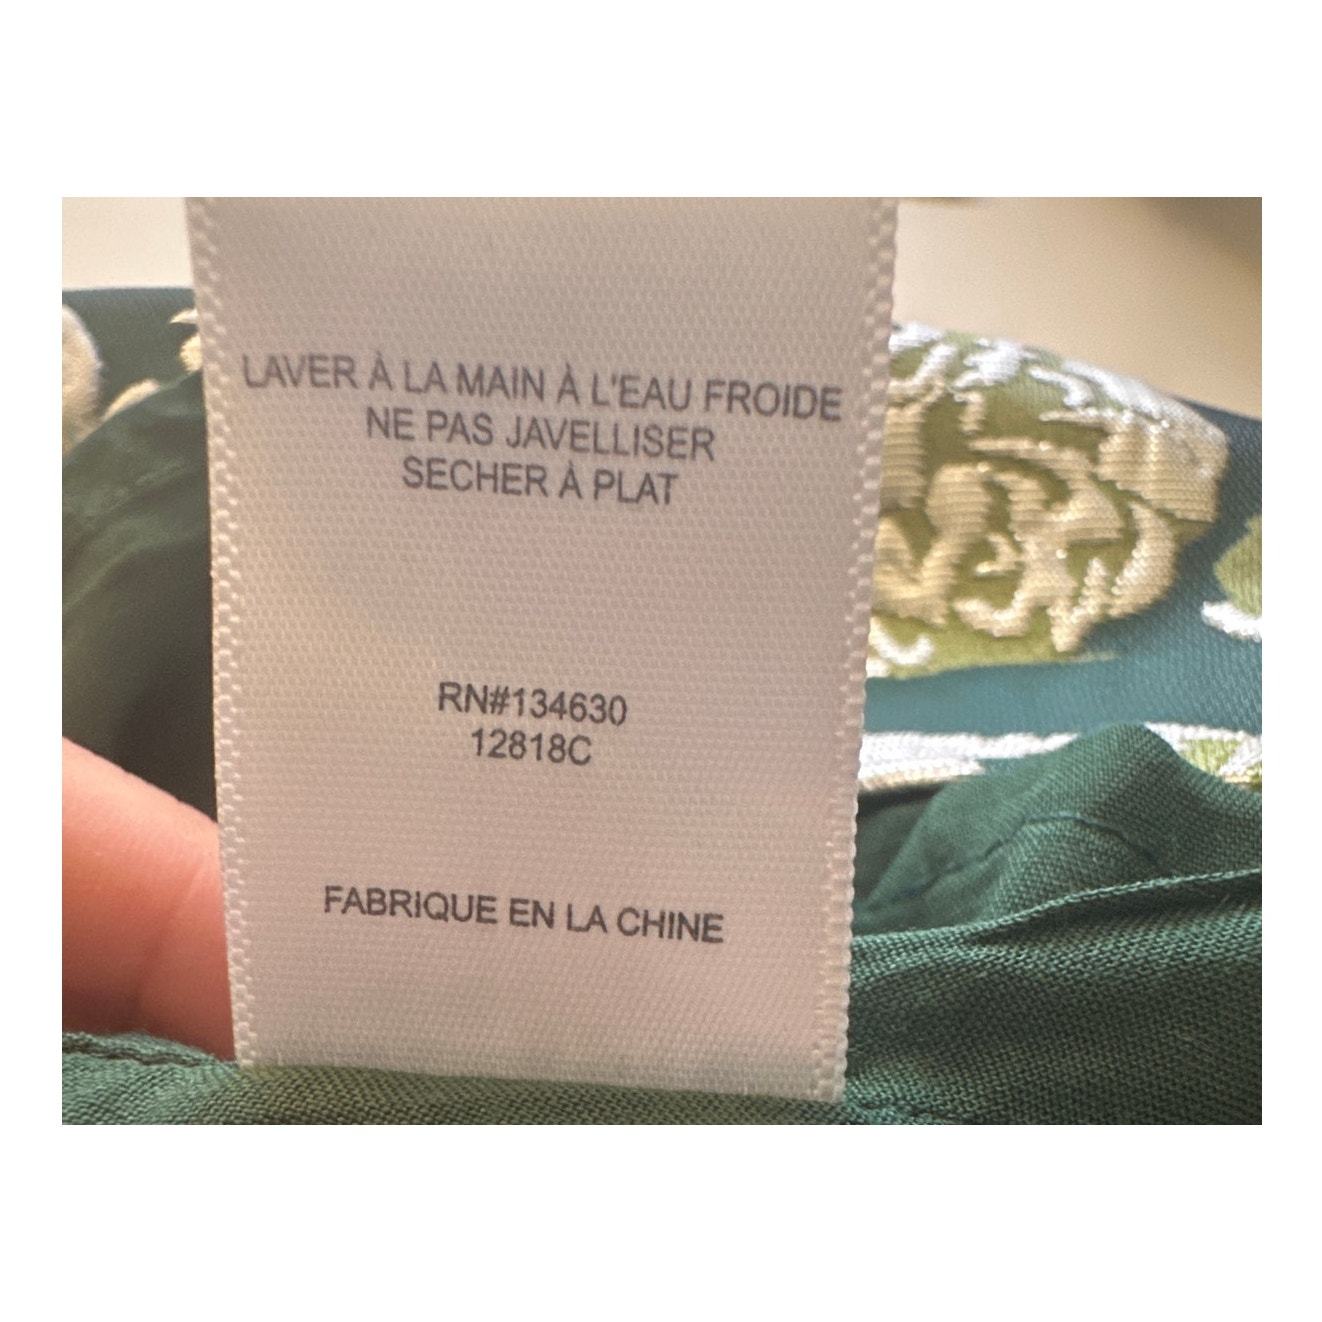 LAVER À LA MAIN À L'EAU FROIDE
NE PAS JAVELLISER
SECHER À PLAT
RN#134630
12818C
FABRIQUE EN LA CHINE